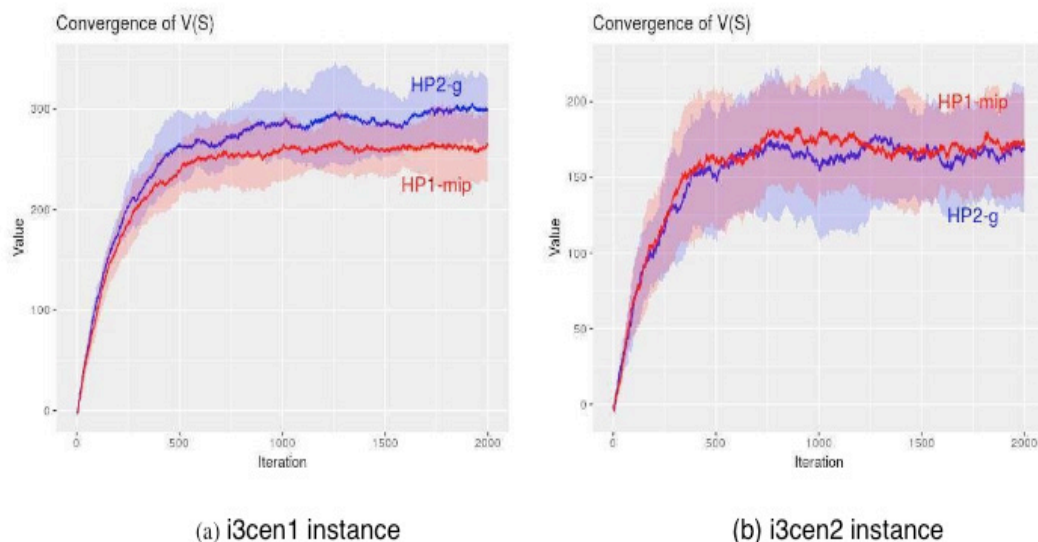 Convergence of V(S)
300
200
100
0
Value
HP2-g
HP1-mip
0 500 1000 1500 2000
Iteration
(a) i3cen1 instance
Convergence of V(S)
200
150
100
50
0
Value
HP1-mip
HP2-g
0 500 1000 1500 2000
Iteration
(b) i3cen2 instance